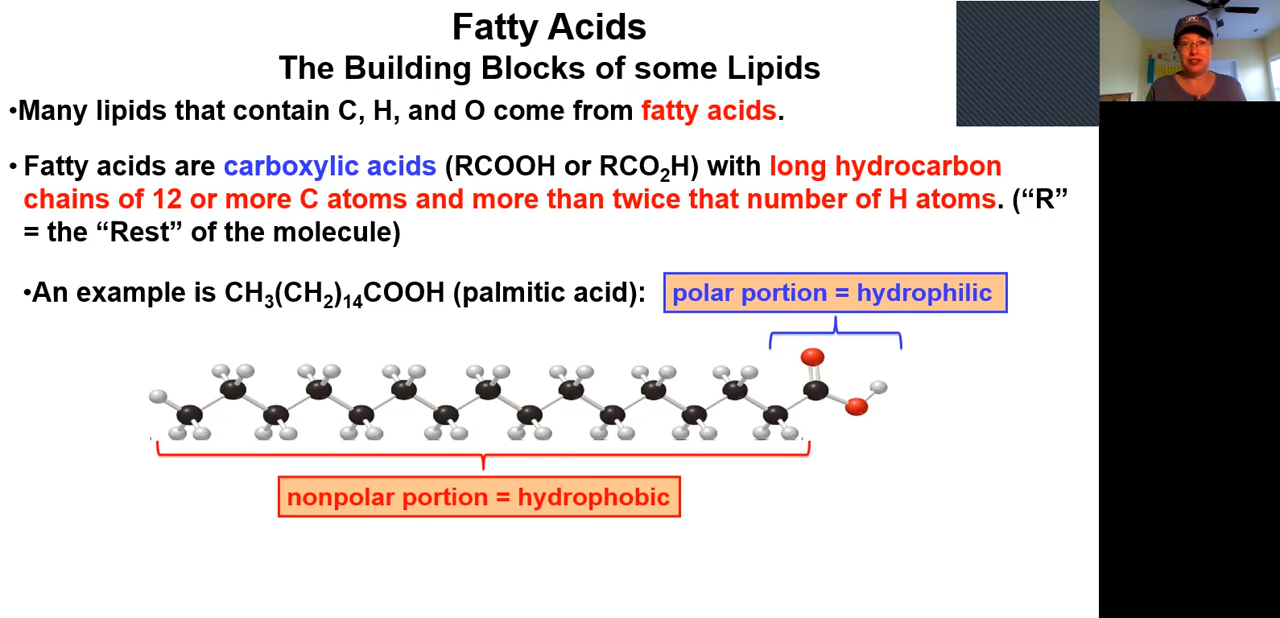 Fatty Acids
The Building Blocks of some Lipids
•Many lipids that contain C, H, and O come from fatty acids.
• Fatty acids are carboxylic acids (RCOOH or RCO₂H) with long hydrocarbon
chains of 12 or more C atoms and more than twice that number of H atoms. (“R”
= the “Rest” of the molecule)
•An example is CH₃(CH₂)₁₄COOH (palmitic acid):
polar portion = hydrophilic
nonpolar portion = hydrophobic